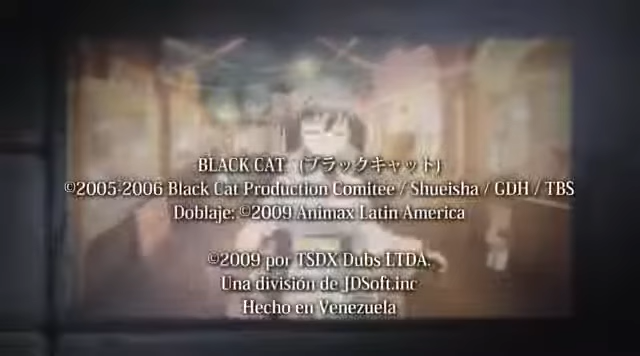 BLACK CAT (ブラックキャット)
©2005-2006 Black Cat Production Comitee / Shueisha / GDH / TBS
Doblaje: ©2009 Animax Latin America
©2009 por TSDX Dubs LTDA.
Una división de JDSoft.inc
Hecho en Venezuela